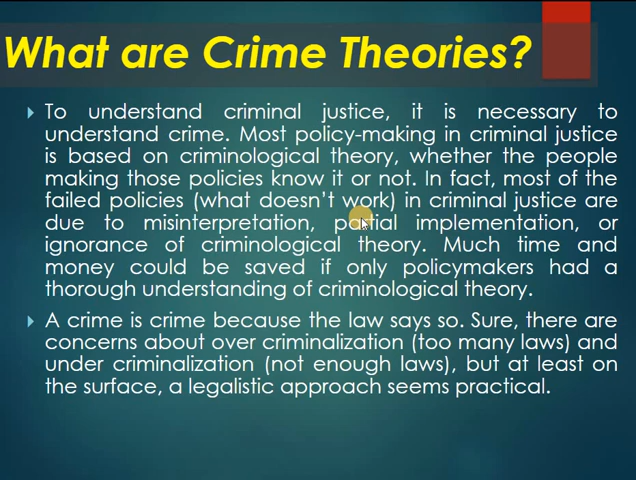 What are Crime Theories?
To understand criminal justice, it is necessary to
understand crime. Most policy-making in criminal justice
is based on criminological theory, whether the people
making those policies know it or not. In fact, most of the
failed policies (what doesn't work) in criminal justice are
due to misinterpretation, partial implementation, or
ignorance of criminological theory. Much time and
money could be saved if only policymakers had a
thorough understanding of criminological theory.
A crime is crime because the law says so. Sure, there are
concerns about over criminalization (too many laws) and
under criminalization (not enough laws), but at least on
the surface, a legalistic approach seems practical.